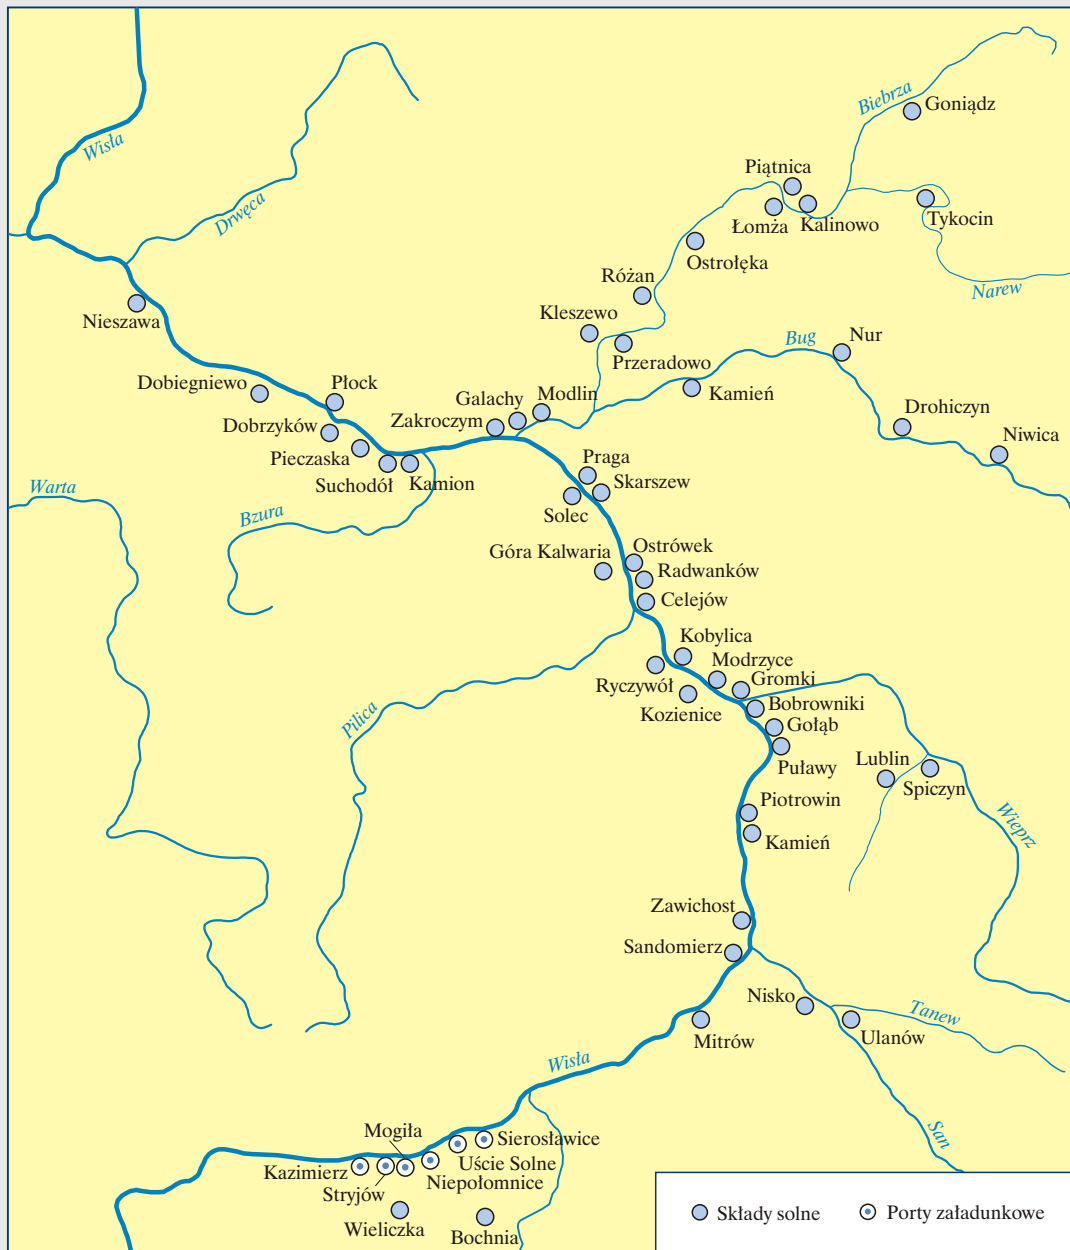 Biebrza
Goniądz
Wisła
Piątnica
Drwęca
Łomża
Kalinowo
Tykocin
Ostrołęka
Różan
Narew
Nieszawa
Kleszewo
Bug
Nur
Przeradowo
Dobiegniewo
Płock
Galachy
Modlin
Kamień
Zakroczym
Drohiczyn
Dobrzyków
Niwica
Pieczaska
Praga
Suchodół
Kamion
Skarszew
Warta
Bzura
Solec
Góra Kalwaria
Ostrówek
Radwanków
Celejów
Kobylica
Modrzyce
Ryczywół
Gromki
Pilica
Kozienice
Bobrowniki
Gołąb
Puławy
Lublin
Spiczyn
Piotrowin
Wieprz
Kamień
Zawichost
Sandomierz
Nisko
Tanew
Mitrów
Ulanów
Wisła
Mogiła
Sierosławice
San
Kazimierz
Uście Solne
Stryjów
Niepołomnice
Wieliczka
Bochnia
Składy solne
Porty załadunkowe